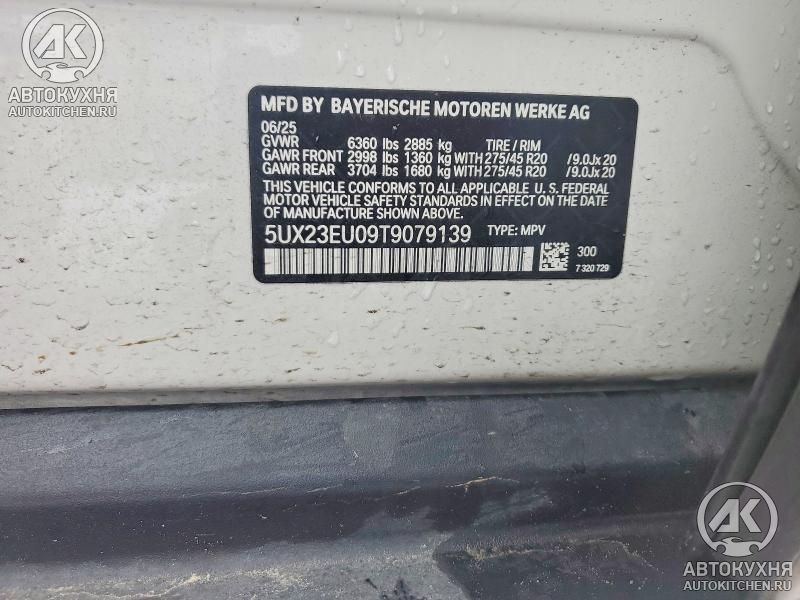 AK
АВТОКУХНЯ
AUTOKITCHEN.RU
MFD BY BAYERISCHE MOTOREN WERKE AG
06/25
GVWR 6360 lbs 2885 kg TIRE / RIM
GAWR FRONT 2998 lbs 1360 kg WITH 275/45 R20 /9.0Jx20
GAWR REAR 3704 lbs 1680 kg WITH 275/45 R20 /9.0Jx20
THIS VEHICLE CONFORMS TO ALL APPLICABLE U. S. FEDERAL
MOTOR VEHICLE SAFETY STANDARDS IN EFFECT ON THE DATE
OF MANUFACTURE SHOWN ABOVE.
5UX23EU09T9079139 TYPE: MPV
300
7 320 729
AK
АВТОКУХНЯ
AUTOKITCHEN.RU